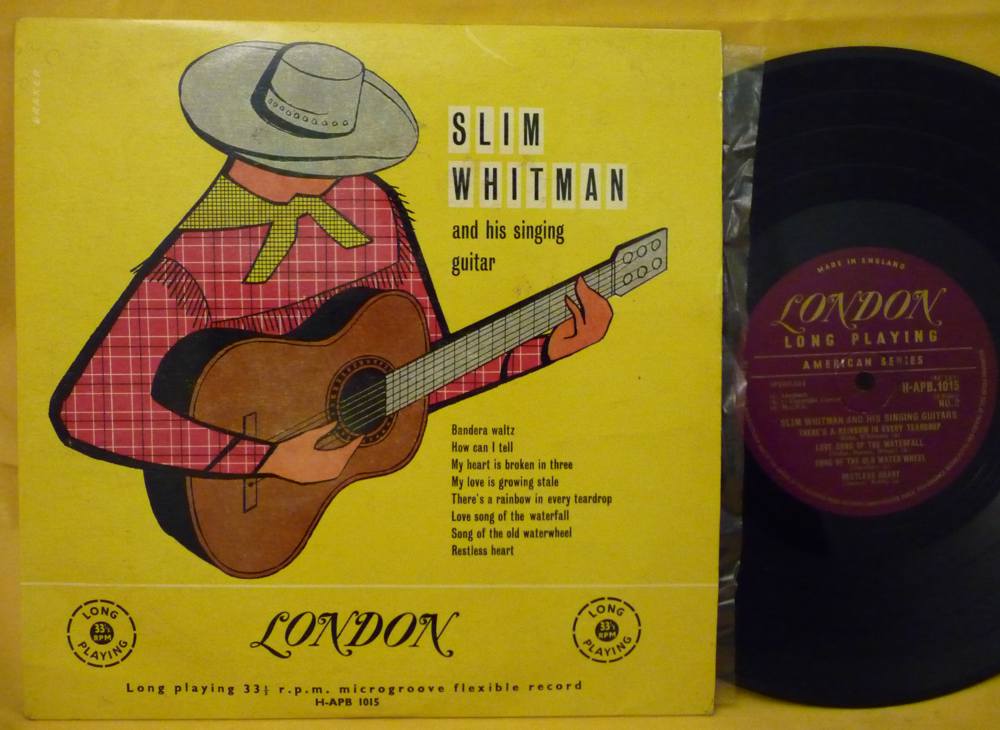 BRAKER
SLIM
WHITMAN
and his singing
guitar
Bandera waltz
How can I tell
My heart is broken in three
My love is growing stale
There's a rainbow in every teardrop
Love song of the waterfall
Song of the old waterwheel
Restless heart
LONG
33⅓
RPM
PLAYING
LONDON
LONG
33⅓
RPM
PLAYING
Long playing 33⅓ r.p.m. microgroove flexible record
H-APB 1015
MADE IN ENGLAND
LONDON
LONG PLAYING
AMERICAN SERIES
H-APB.1015
SLIM WHITMAN AND HIS SINGING GUITARS
THERE'S A RAINBOW IN EVERY TEARDROP
LOVE SONG OF THE WATERFALL
SONG OF THE OLD WATER WHEEL
RESTLESS HEART